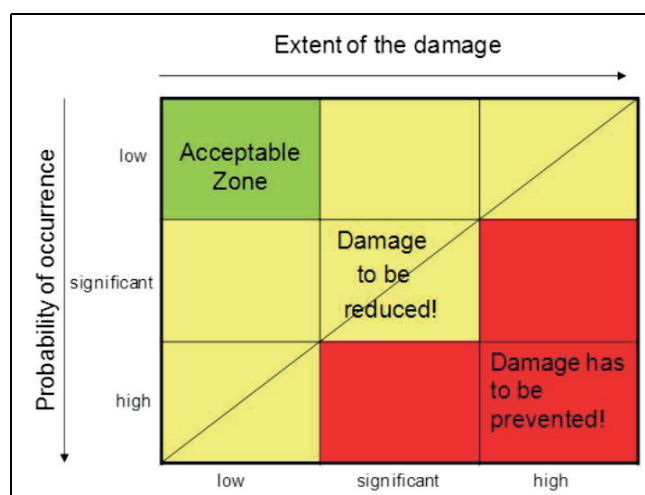 Extent of the damage
Probability of occurrence
low
Acceptable
Zone
significant
Damage
to be
reduced!
high
Damage has
to be
prevented!
low
significant
high